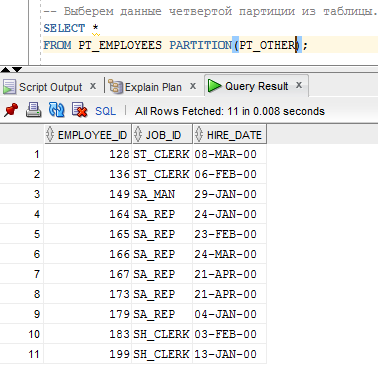 -- Выберем данные четвертой партиции из таблицы.
SELECT *
FROM PT_EMPLOYEES PARTITION(PT_OTHER);
Script Output × Explain Plan × Query Result ×
SQL | All Rows Fetched: 11 in 0.008 seconds
EMPLOYEE_ID JOB_ID HIRE_DATE
1 128 ST_CLERK 08-MAR-00
2 136 ST_CLERK 06-FEB-00
3 149 SA_MAN 29-JAN-00
4 164 SA_REP 24-JAN-00
5 165 SA_REP 23-FEB-00
6 166 SA_REP 24-MAR-00
7 167 SA_REP 21-APR-00
8 173 SA_REP 21-APR-00
9 179 SA_REP 04-JAN-00
10 183 SH_CLERK 03-FEB-00
11 199 SH_CLERK 13-JAN-00